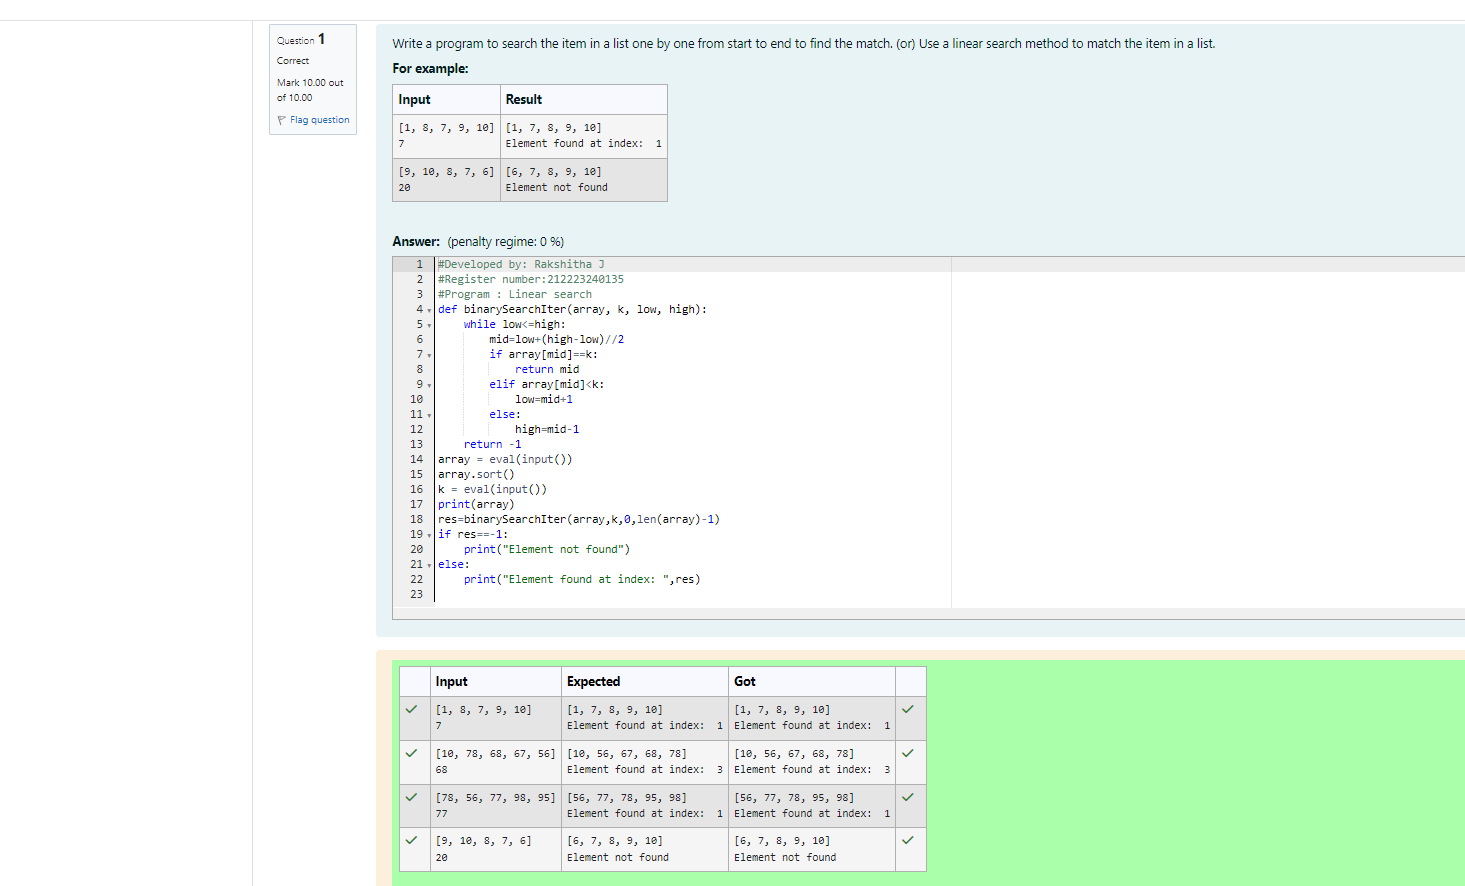 Question 1
Correct
Mark 10.00 out
of 10.00
Flag question
Write a program to search the item in a list one by one from start to end to find the match. (or) Use a linear search method to match the item in a list.
For example:
Input Result
[1, 8, 7, 9, 10] [1, 7, 8, 9, 10]
7 Element found at index:  1
[9, 10, 8, 7, 6] [6, 7, 8, 9, 10]
20 Element not found
Answer: (penalty regime: 0 %)
1 #Developed by: Rakshitha J
2 #Register number:212223240135
3 #Program : Linear search
4 def binarySearchIter(array, k, low, high):
5     while low<=high:
6         mid=low+(high-low)//2
7         if array[mid]==k:
8             return mid
9         elif array[mid]<k:
10             low=mid+1
11         else:
12             high=mid-1
13     return -1
14 array = eval(input())
15 array.sort()
16 k = eval(input())
17 print(array)
18 res=binarySearchIter(array,k,0,len(array)-1)
19 if res==-1:
20     print("Element not found")
21 else:
22     print("Element found at index: ",res)
23
Input Expected Got
[1, 8, 7, 9, 10] [1, 7, 8, 9, 10] [1, 7, 8, 9, 10]
7 Element found at index:  1 Element found at index:  1
[10, 78, 68, 67, 56] [10, 56, 67, 68, 78] [10, 56, 67, 68, 78]
68 Element found at index:  3 Element found at index:  3
[78, 56, 77, 98, 95] [56, 77, 78, 95, 98] [56, 77, 78, 95, 98]
77 Element found at index:  1 Element found at index:  1
[9, 10, 8, 7, 6] [6, 7, 8, 9, 10] [6, 7, 8, 9, 10]
20 Element not found Element not found